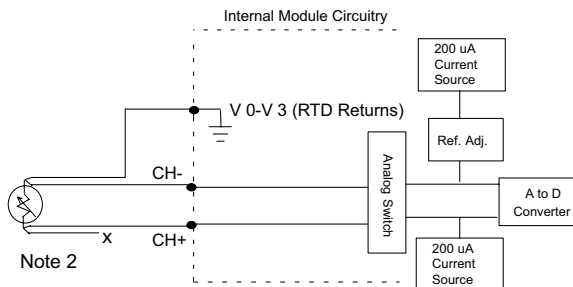 Internal Module Circuitry
200 uA
Current
Source
V 0-V 3 (RTD Returns)
Ref. Adj.
CH-
Analog Switch
A to D
Converter
CH+
x
Note 2
200 uA
Current
Source